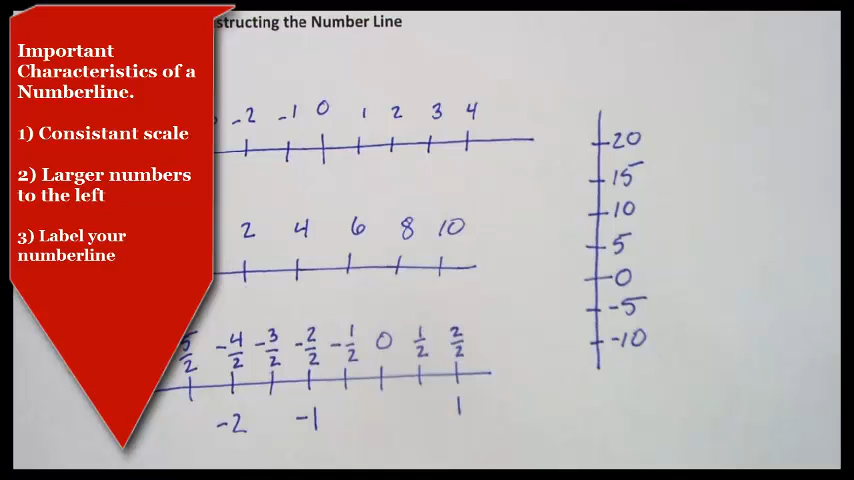 structing the Number Line
Important
Characteristics of a
Numberline.
1) Consistant scale
2) Larger numbers
to the left
3) Label your
numberline
-2 -1 0 1 2 3 4
2 4 6 8 10
5/2 -4/2 -3/2 -2/2 -1/2 0 1/2 2/2
-2 -1 1
20
15
10
5
0
-5
-10